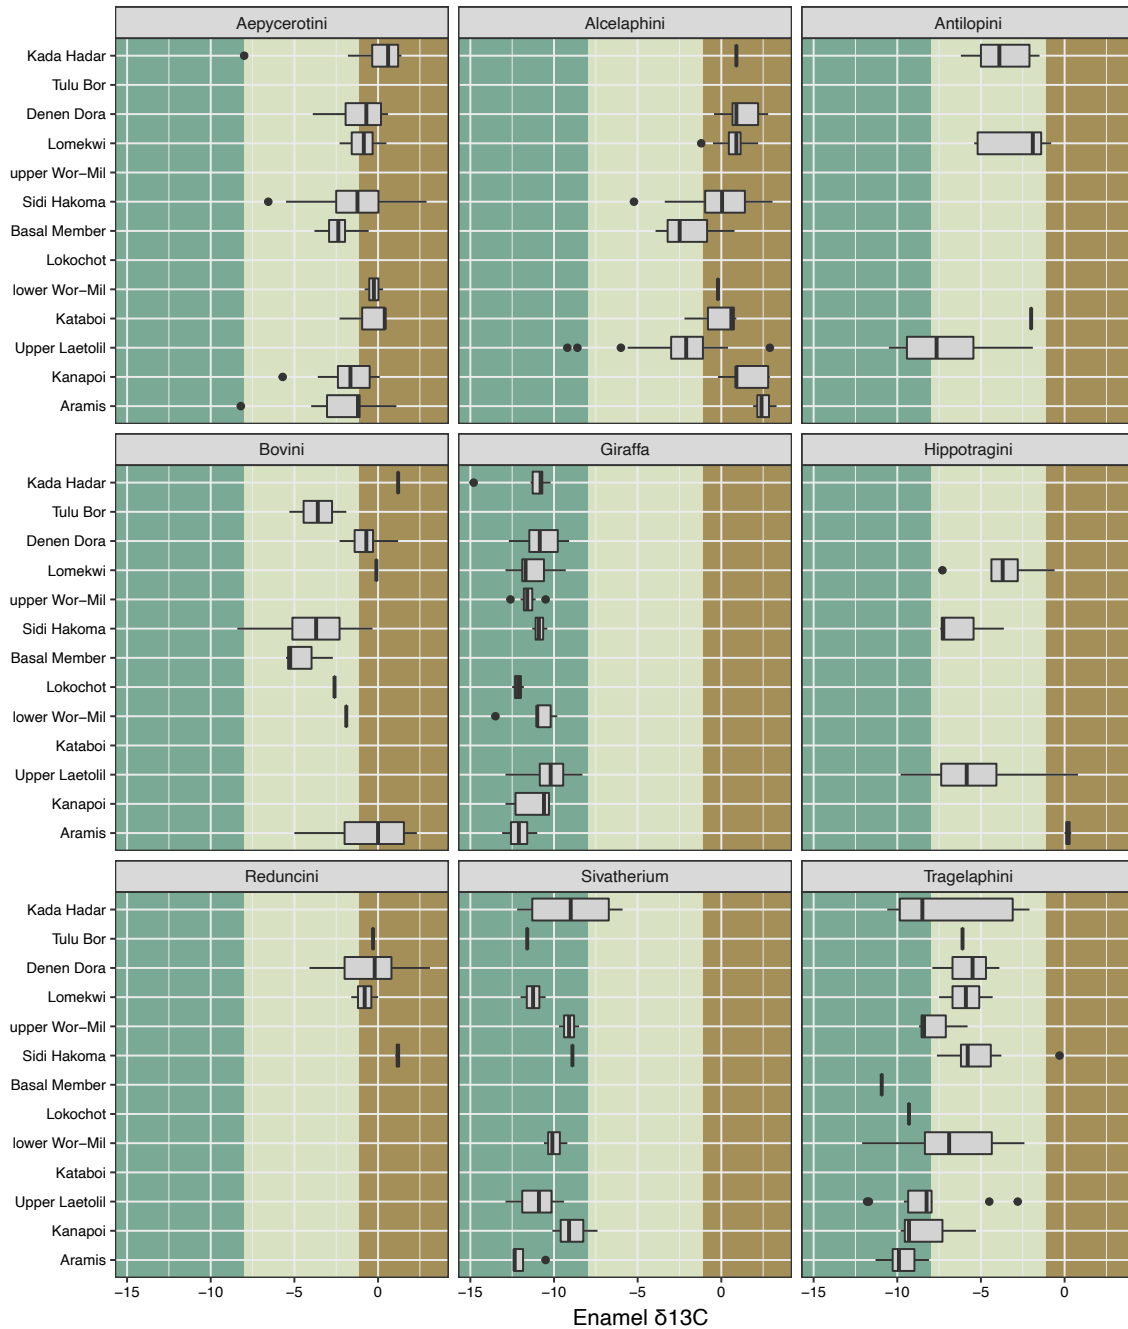 Aepycerotini Alcelaphini Antilopini
Kada Hadar
Tulu Bor
Denen Dora
Lomekwi
upper Wor−Mil
Sidi Hakoma
Basal Member
Lokochot
lower Wor−Mil
Kataboi
Upper Laetolil
Kanapoi
Aramis
Bovini Giraffa Hippotragini
Kada Hadar
Tulu Bor
Denen Dora
Lomekwi
upper Wor−Mil
Sidi Hakoma
Basal Member
Lokochot
lower Wor−Mil
Kataboi
Upper Laetolil
Kanapoi
Aramis
Reduncini Sivatherium Tragelaphini
Kada Hadar
Tulu Bor
Denen Dora
Lomekwi
upper Wor−Mil
Sidi Hakoma
Basal Member
Lokochot
lower Wor−Mil
Kataboi
Upper Laetolil
Kanapoi
Aramis
−15 −10 −5 0 −15 −10 −5 0 −15 −10 −5 0
Enamel δ13C